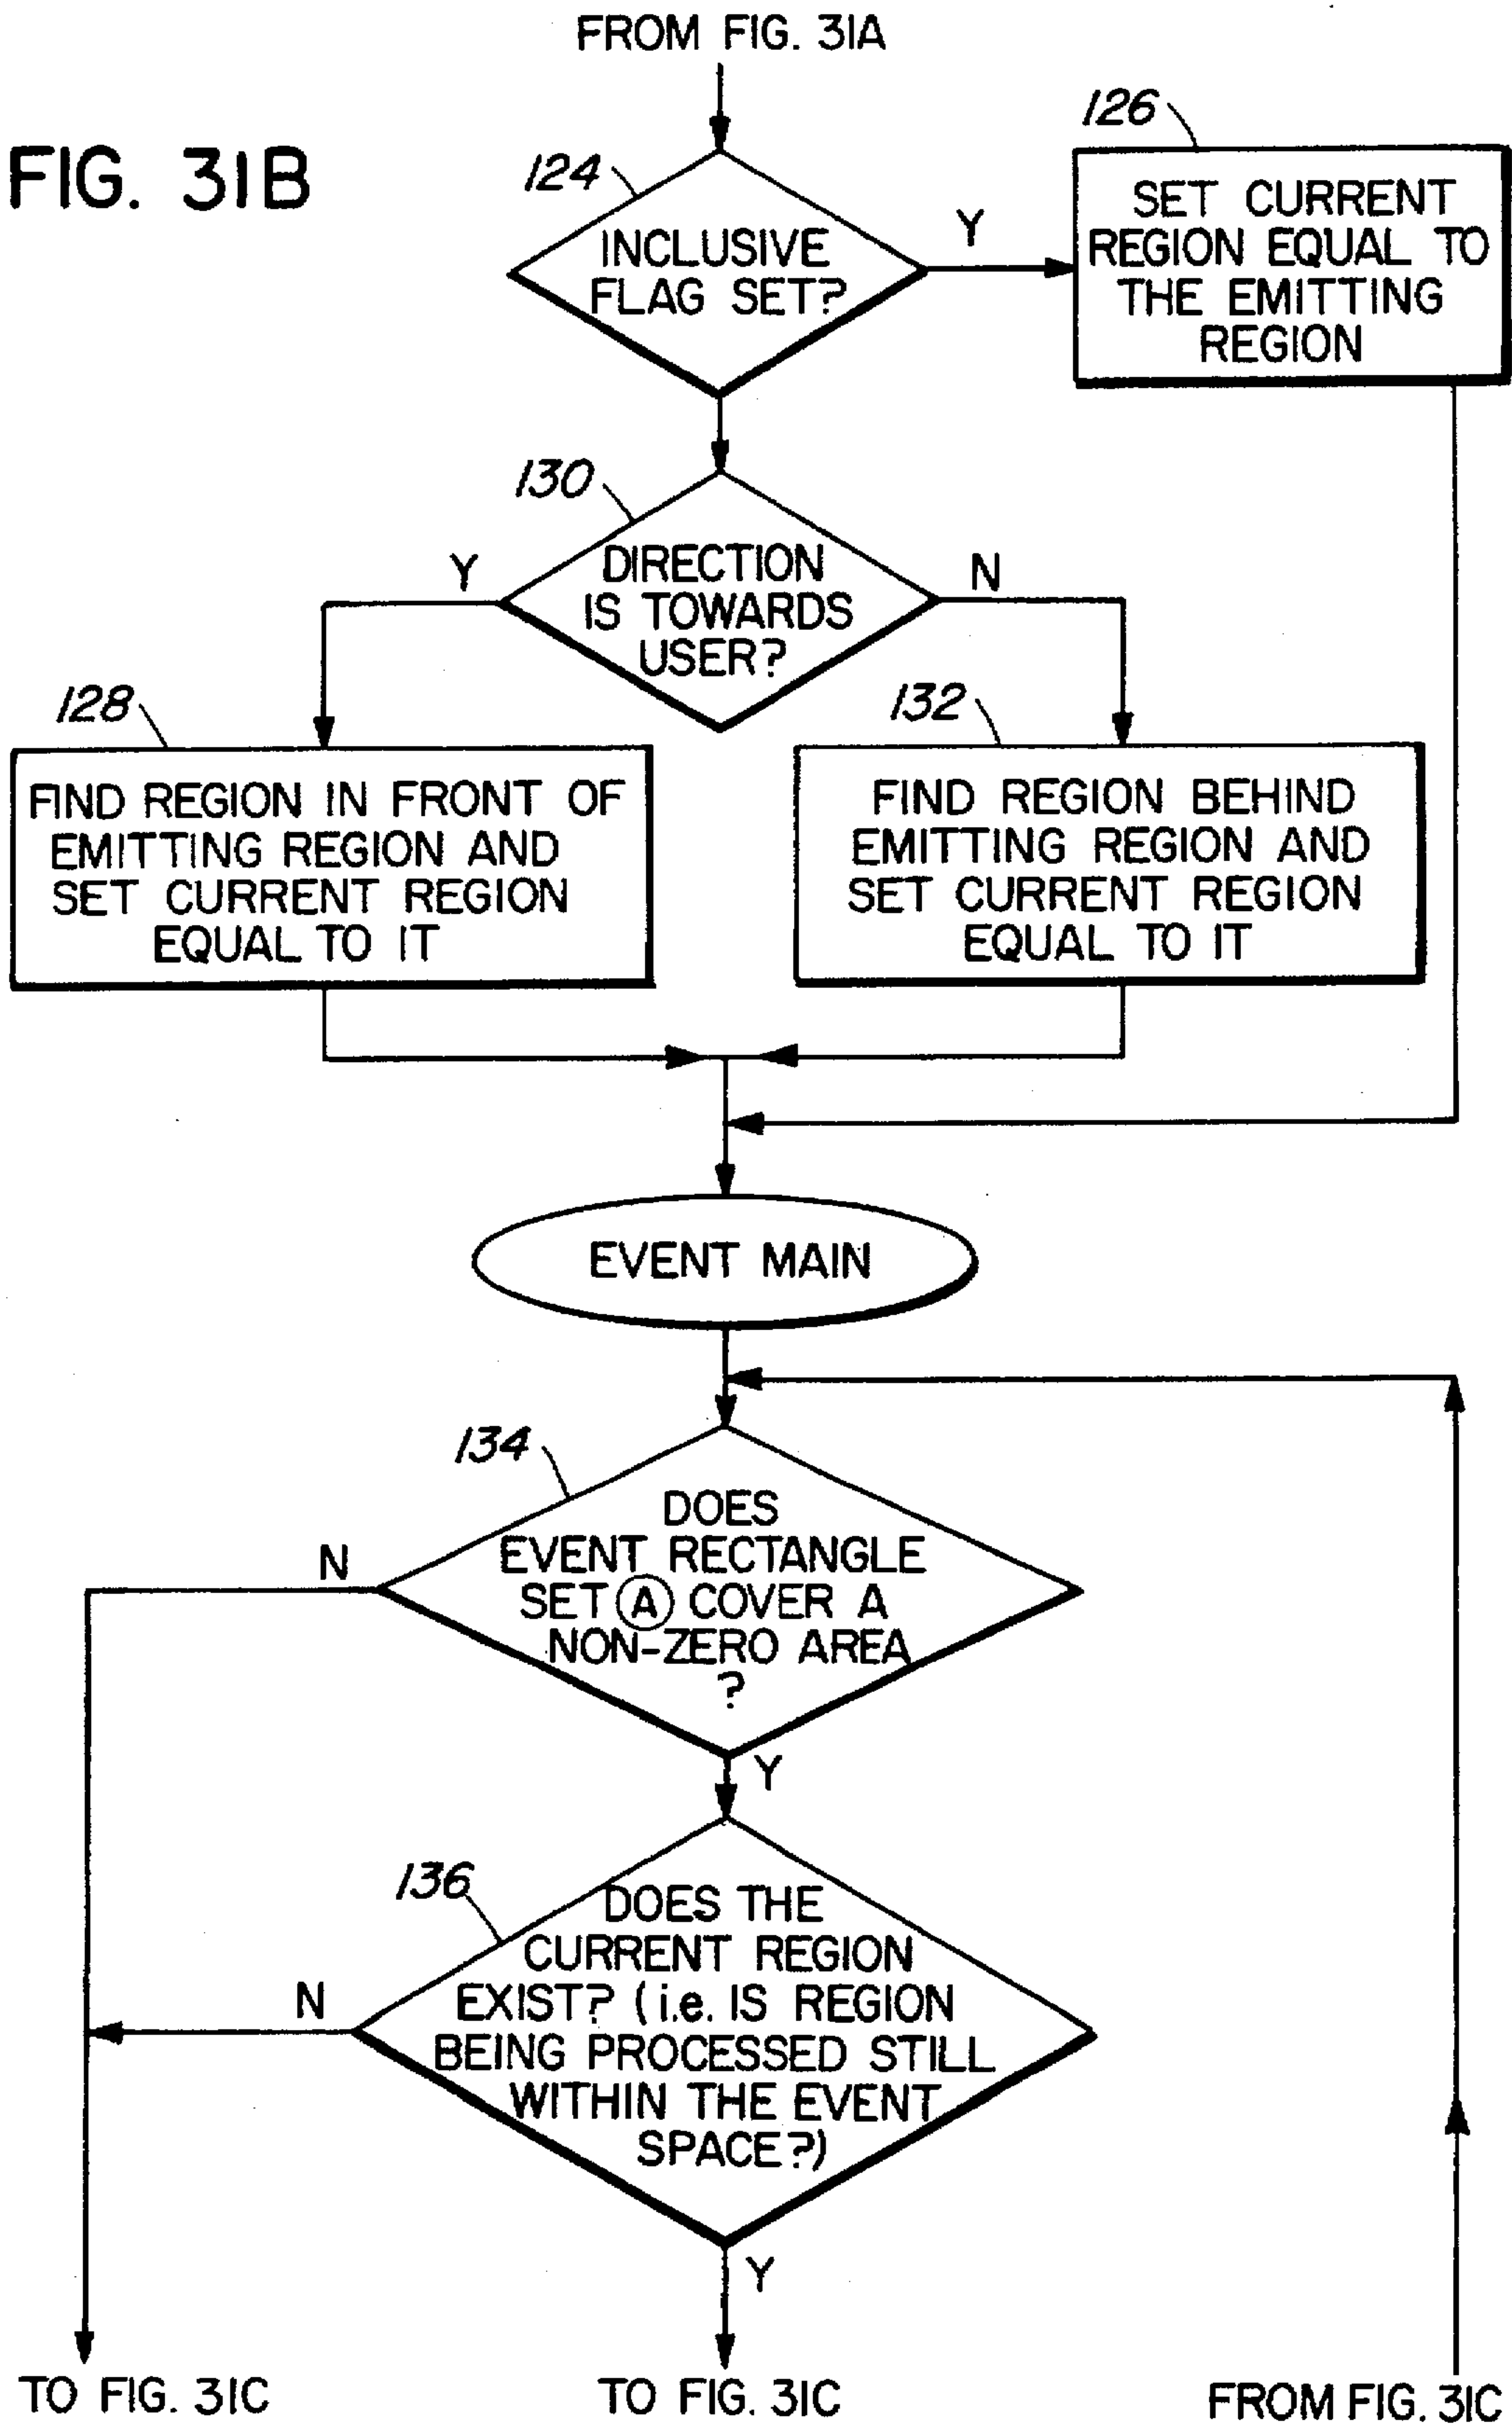 FROM FIG. 31A
FIG. 31B
124
INCLUSIVE
FLAG SET?
Y
126
SET CURRENT
REGION EQUAL TO
THE EMITTING
REGION
130
DIRECTION
IS TOWARDS
USER?
Y
N
128
FIND REGION IN FRONT OF
EMITTING REGION AND
SET CURRENT REGION
EQUAL TO IT
132
FIND REGION BEHIND
EMITTING REGION AND
SET CURRENT REGION
EQUAL TO IT
EVENT MAIN
134
DOES
EVENT RECTANGLE
SET Ⓐ COVER A
NON-ZERO AREA
?
N
Y
136
DOES THE
CURRENT REGION
EXIST? (i.e. IS REGION
BEING PROCESSED STILL
WITHIN THE EVENT
SPACE?)
N
Y
TO FIG. 31C
TO FIG. 31C
FROM FIG. 31C